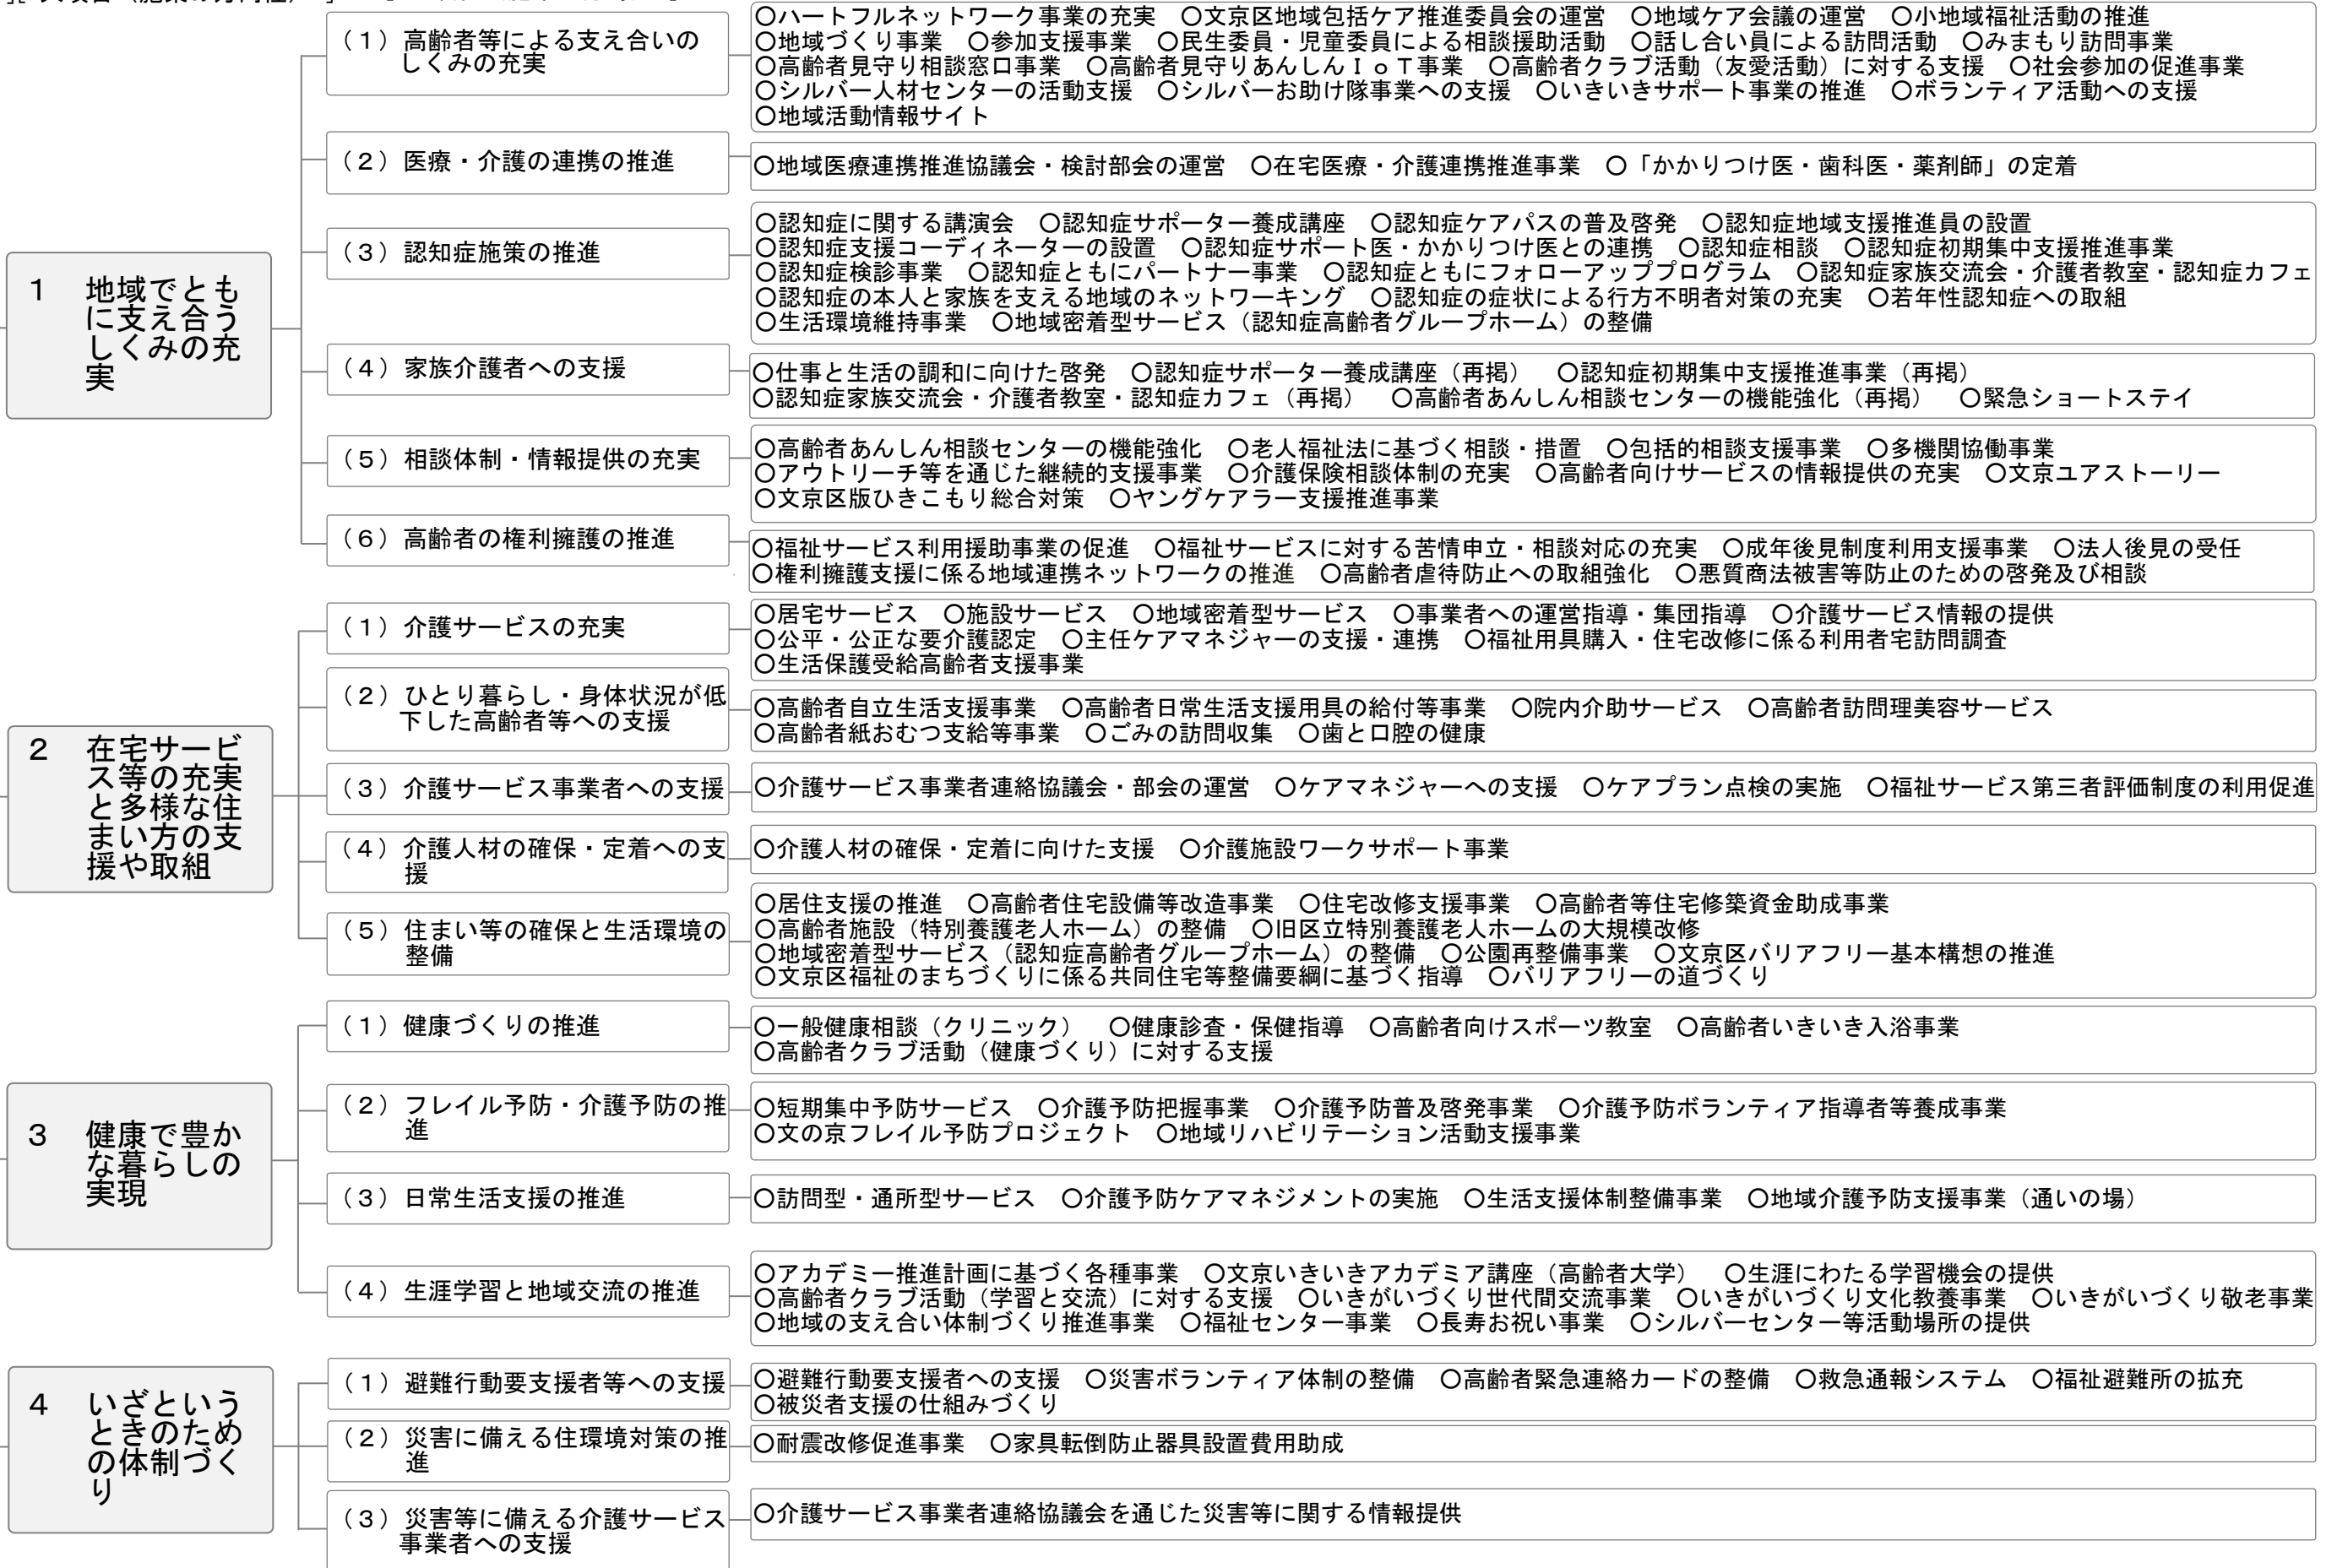 1 地域でとも
に支え合う
しくみの充
実
(1)高齢者等による支え合いの
しくみの充実
○ハートフルネットワーク事業の充実 ○文京区地域包括ケア推進委員会の運営 ○地域ケア会議の運営 ○小地域福祉活動の推進
○地域づくり事業 ○参加支援事業 ○民生委員・児童委員による相談援助活動 ○話し合い員による訪問活動 ○みまもり訪問事業
○高齢者見守り相談窓口事業 ○高齢者見守りあんしんIoT事業 ○高齢者クラブ活動(友愛活動)に対する支援 ○社会参加の促進事業
○シルバー人材センターの活動支援 ○シルバーお助け隊事業への支援 ○いきいきサポート事業の推進 ○ボランティア活動への支援
○地域活動情報サイト
(2)医療・介護の連携の推進
○地域医療連携推進協議会・検討部会の運営 ○在宅医療・介護連携推進事業 ○「かかりつけ医・歯科医・薬剤師」の定着
(3)認知症施策の推進
○認知症に関する講演会 ○認知症サポーター養成講座 ○認知症ケアパスの普及啓発 ○認知症地域支援推進員の設置
○認知症支援コーディネーターの設置 ○認知症サポート医・かかりつけ医との連携 ○認知症相談 ○認知症初期集中支援推進事業
○認知症検診事業 ○認知症ともにパートナー事業 ○認知症ともにフォローアッププログラム ○認知症家族交流会・介護者教室・認知症カフェ
○認知症の本人と家族を支える地域のネットワーキング ○認知症の症状による行方不明者対策の充実 ○若年性認知症への取組
○生活環境維持事業 ○地域密着型サービス(認知症高齢者グループホーム)の整備
(4)家族介護者への支援
○仕事と生活の調和に向けた啓発 ○認知症サポーター養成講座(再掲) ○認知症初期集中支援推進事業(再掲)
○認知症家族交流会・介護者教室・認知症カフェ(再掲) ○高齢者あんしん相談センターの機能強化(再掲) ○緊急ショートステイ
(5)相談体制・情報提供の充実
○高齢者あんしん相談センターの機能強化 ○老人福祉法に基づく相談・措置 ○包括的相談支援事業 ○多機関協働事業
○アウトリーチ等を通じた継続的支援事業 ○介護保険相談体制の充実 ○高齢者向けサービスの情報提供の充実 ○文京ユアストーリー
○文京区版ひきこもり総合対策 ○ヤングケアラー支援推進事業
(6)高齢者の権利擁護の推進
○福祉サービス利用援助事業の促進 ○福祉サービスに対する苦情申立・相談対応の充実 ○成年後見制度利用支援事業 ○法人後見の受任
○権利擁護支援に係る地域連携ネットワークの推進 ○高齢者虐待防止への取組強化 ○悪質商法被害等防止のための啓発及び相談
2 在宅サービ
ス等の充実
と多様な住
まい方の支
援や取組
(1)介護サービスの充実
○居宅サービス ○施設サービス ○地域密着型サービス ○事業者への運営指導・集団指導 ○介護サービス情報の提供
○公平・公正な要介護認定 ○主任ケアマネジャーの支援・連携 ○福祉用具購入・住宅改修に係る利用者宅訪問調査
○生活保護受給高齢者支援事業
(2)ひとり暮らし・身体状況が低
下した高齢者等への支援
○高齢者自立生活支援事業 ○高齢者日常生活支援用具の給付等事業 ○院内介助サービス ○高齢者訪問理美容サービス
○高齢者紙おむつ支給等事業 ○ごみの訪問収集 ○歯と口腔の健康
(3)介護サービス事業者への支援
○介護サービス事業者連絡協議会・部会の運営 ○ケアマネジャーへの支援 ○ケアプラン点検の実施 ○福祉サービス第三者評価制度の利用促進
(4)介護人材の確保・定着への支
援
○介護人材の確保・定着に向けた支援 ○介護施設ワークサポート事業
(5)住まい等の確保と生活環境の
整備
○居住支援の推進 ○高齢者住宅設備等改造事業 ○住宅改修支援事業 ○高齢者等住宅修築資金助成事業
○高齢者施設(特別養護老人ホーム)の整備 ○旧区立特別養護老人ホームの大規模改修
○地域密着型サービス(認知症高齢者グループホーム)の整備 ○公園再整備事業 ○文京区バリアフリー基本構想の推進
○文京区福祉のまちづくりに係る共同住宅等整備要綱に基づく指導 ○バリアフリーの道づくり
3 健康で豊か
な暮らしの
実現
(1)健康づくりの推進
○一般健康相談(クリニック) ○健康診査・保健指導 ○高齢者向けスポーツ教室 ○高齢者いきいき入浴事業
○高齢者クラブ活動(健康づくり)に対する支援
(2)フレイル予防・介護予防の推
進
○短期集中予防サービス ○介護予防把握事業 ○介護予防普及啓発事業 ○介護予防ボランティア指導者等養成事業
○文の京フレイル予防プロジェクト ○地域リハビリテーション活動支援事業
(3)日常生活支援の推進
○訪問型・通所型サービス ○介護予防ケアマネジメントの実施 ○生活支援体制整備事業 ○地域介護予防支援事業(通いの場)
(4)生涯学習と地域交流の推進
○アカデミー推進計画に基づく各種事業 ○文京いきいきアカデミア講座(高齢者大学) ○生涯にわたる学習機会の提供
○高齢者クラブ活動(学習と交流)に対する支援 ○いきがいづくり世代間交流事業 ○いきがいづくり文化教養事業 ○いきがいづくり敬老事業
○地域の支え合い体制づくり推進事業 ○福祉センター事業 ○長寿お祝い事業 ○シルバーセンター等活動場所の提供
4 いざという
ときのため
の体制づく
り
(1)避難行動要支援者等への支援
○避難行動要支援者への支援 ○災害ボランティア体制の整備 ○高齢者緊急連絡カードの整備 ○救急通報システム ○福祉避難所の拡充
○被災者支援の仕組みづくり
(2)災害に備える住環境対策の推
進
○耐震改修促進事業 ○家具転倒防止器具設置費用助成
(3)災害等に備える介護サービス
事業者への支援
○介護サービス事業者連絡協議会を通じた災害等に関する情報提供